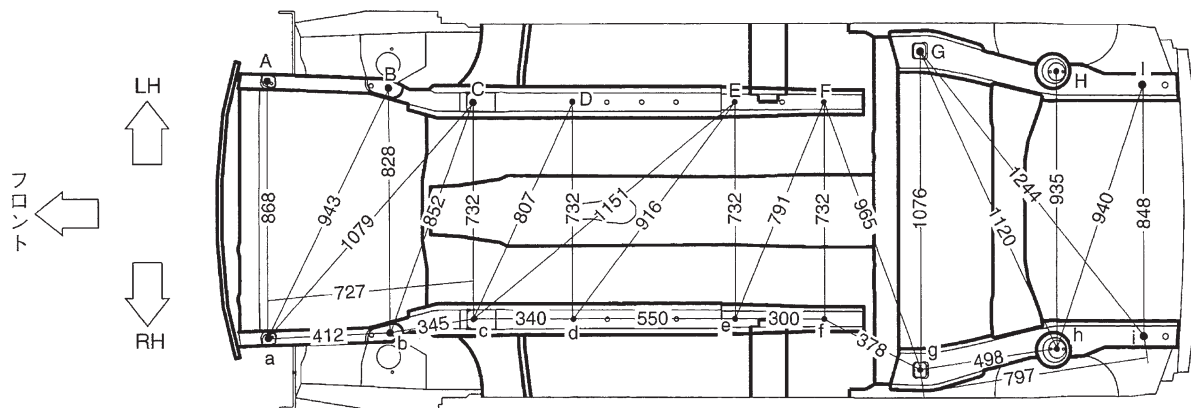 A
B
C
D
E
F
G
H
I
LH
フロント
RH
868
943
828
1079
852
732
807
732
1151
916
732
791
732
965
1076
1120
1244
935
940
848
727
412
345
340
550
300
378
498
797
a
b
c
d
e
f
g
h
i